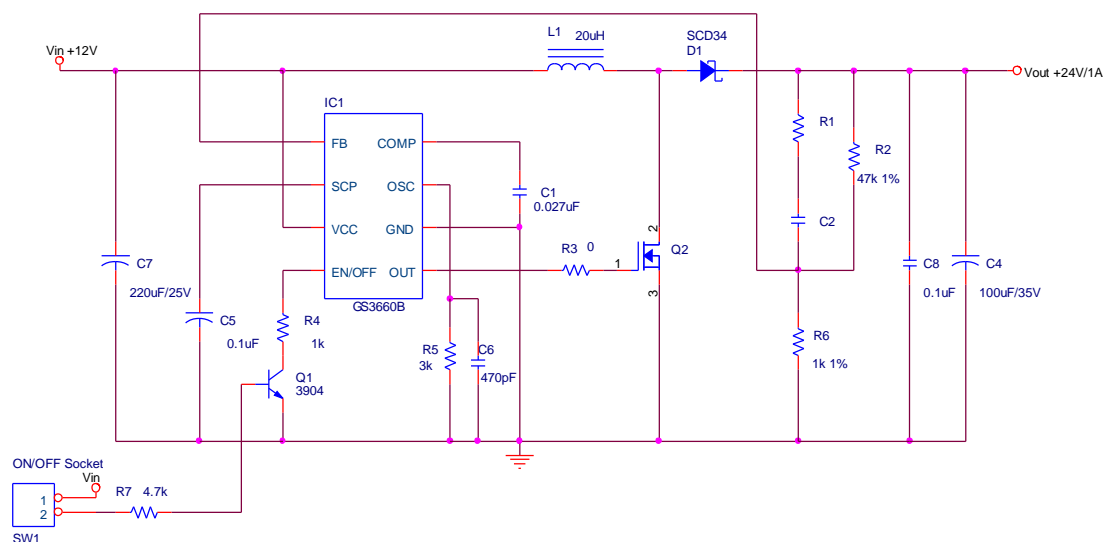 L1
20uH
SCD34
D1
Vin +12V
Vout +24V/1A
IC1
FB
COMP
SCP
OSC
VCC
GND
EN/OFF
OUT
GS3660B
R1
R2
47k 1%
C1
0.027uF
C2
R3 0
2
Q2
1
3
C7
220uF/25V
C8
0.1uF
C4
100uF/35V
C5
0.1uF
R4
1k
R5
3k
C6
470pF
R6
1k 1%
Q1
3904
ON/OFF Socket
Vin
1
2
R7 4.7k
SW1